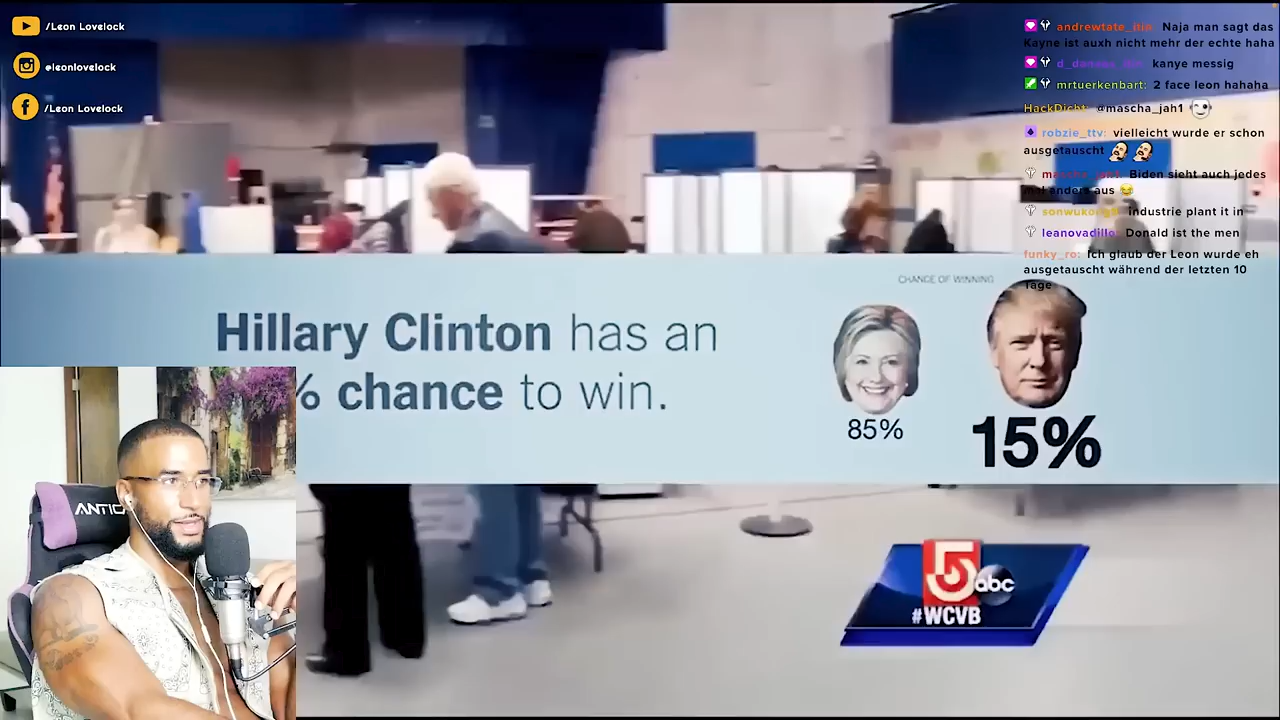 /Leon Lovelock
@leonlovelock
/Leon Lovelock
andrewtate_itin: Naja man sagt das
Kayne ist auxh nicht mehr der echte haha
kanye messig
mrtuerkenbart: 2 face leon hahaha
HackDicht: @mascha_jah1
robzie_ttv: vielleicht wurde er schon
ausgetauscht
mascha_jah1: Biden sieht auch jedes
mal anders aus
Industrie plant it in
leanovadillo: Donald ist the men
funky_ro: Ich glaub der Leon wurde eh
ausgetauscht während der letzten 10
Tage
CHANCE OF WINNING
Hillary Clinton has an
% chance to win.
85%
15%
ANTIC
5 abc
#WCVB